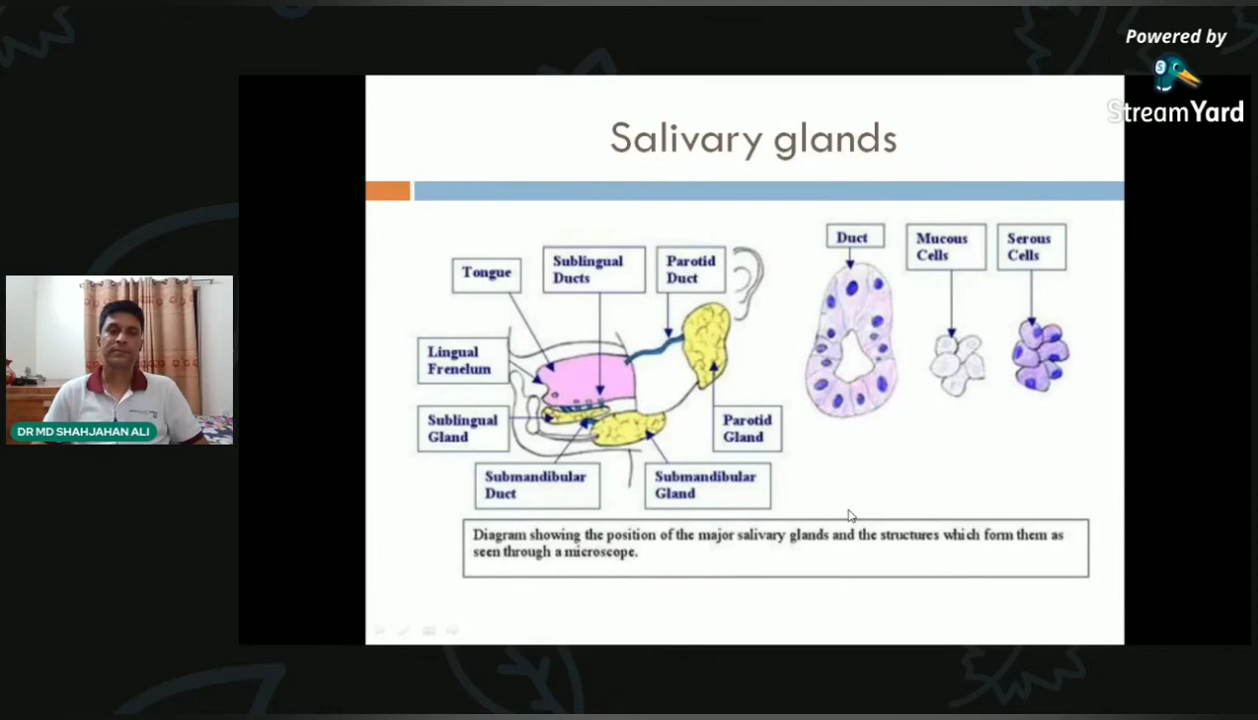 Powered by
StreamYard
Salivary glands
Tongue
Sublingual
Ducts
Parotid
Duct
Duct
Mucous
Cells
Serous
Cells
Lingual
Frenelum
Sublingual
Gland
Parotid
Gland
Submandibular
Duct
Submandibular
Gland
Diagram showing the position of the major salivary glands and the structures which form them as
seen through a microscope.
DR MD SHAHJAHAN ALI